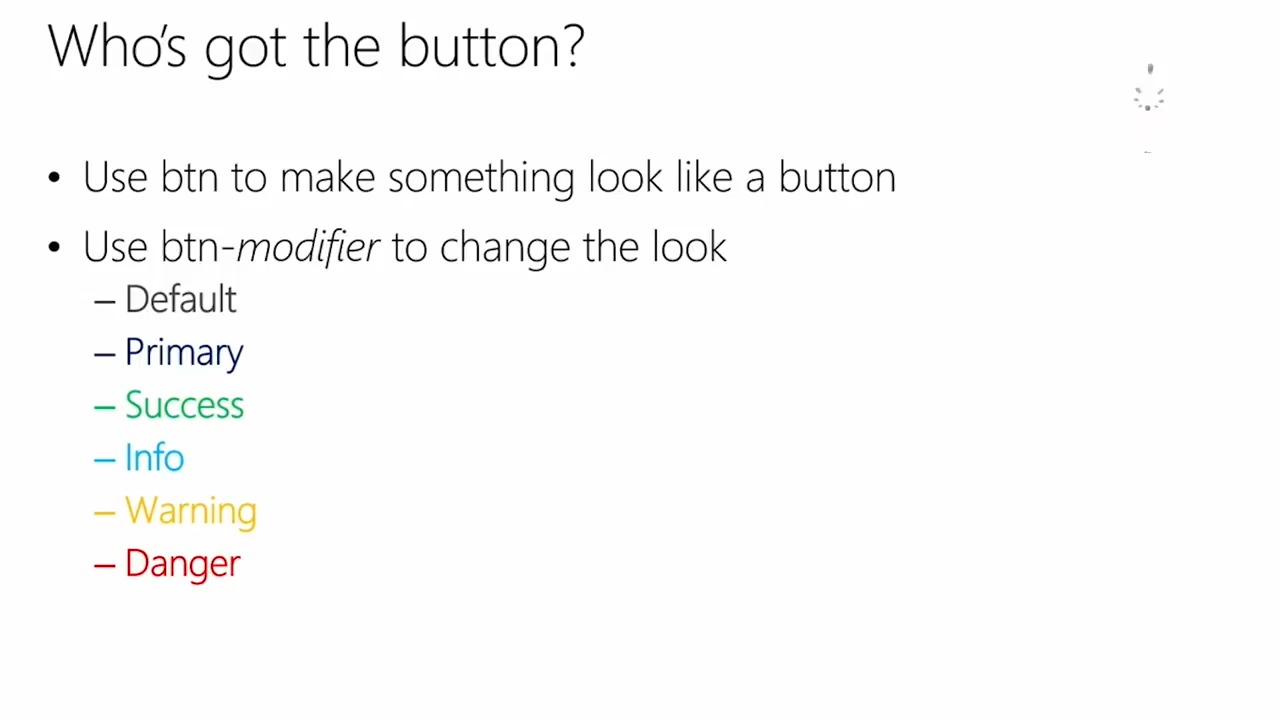 Who's got the button?
• Use btn to make something look like a button
• Use btn-modifier to change the look
– Default
– Primary
– Success
– Info
– Warning
– Danger